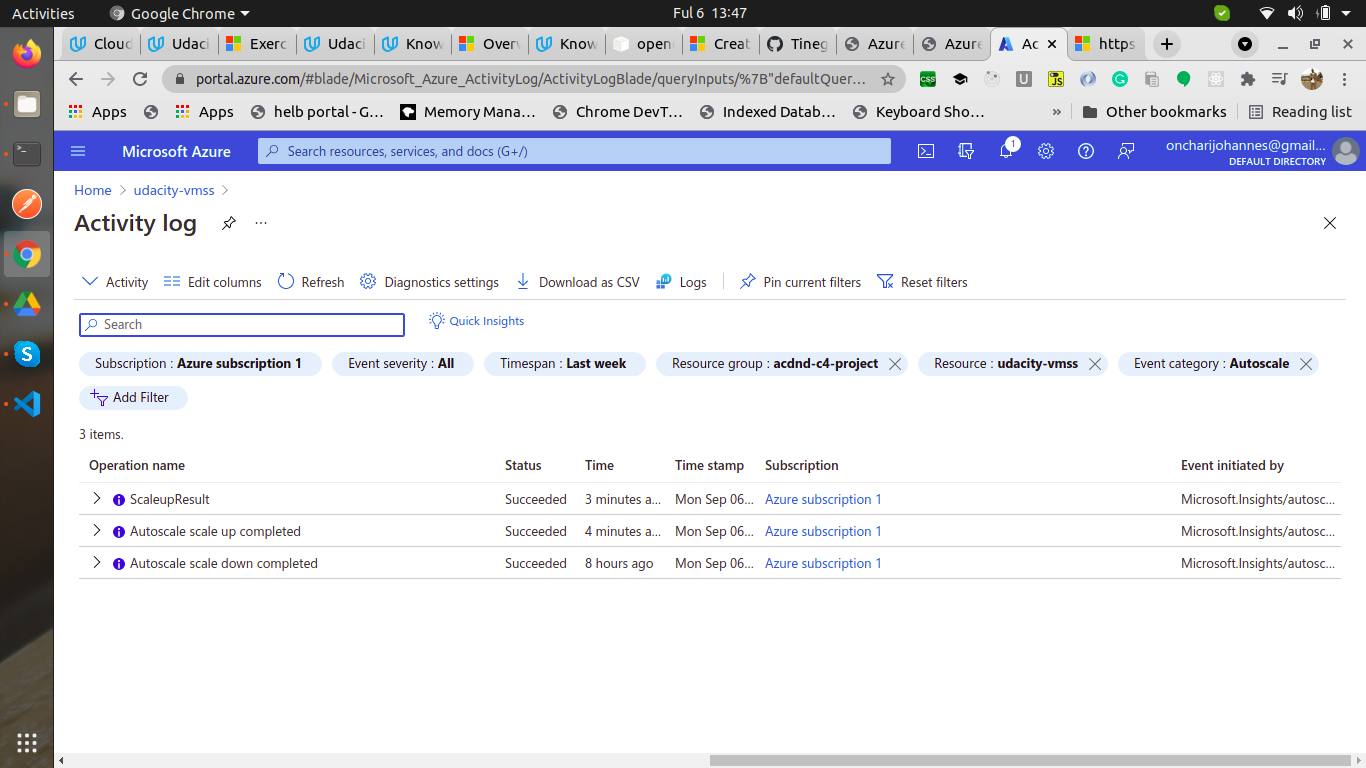 Activities Google Chrome Ful 6 13:47
Cloud Udaci Exerc Udaci Know Overv Know open Creat Tineg Azure Azure Ac https
portal.azure.com/#blade/Microsoft_Azure_ActivityLog/ActivityLogBlade/queryInputs/%7B"defaultQuer…
Apps Apps helb portal - G… Memory Mana… Chrome DevT… Indexed Datab… Keyboard Sho… » Other bookmarks Reading list
Microsoft Azure Search resources, services, and docs (G+/) 1 oncharijohannes@gmail...
DEFAULT DIRECTORY
Home > udacity-vmss >
Activity log ...
Activity Edit columns Refresh Diagnostics settings Download as CSV Logs Pin current filters Reset filters
Search Quick Insights
Subscription : Azure subscription 1 Event severity : All Timespan : Last week Resource group : acdnd-c4-project Resource : udacity-vmss Event category : Autoscale
Add Filter
3 items.
Operation name Status Time Time stamp Subscription Event initiated by
ScaleupResult Succeeded 3 minutes a... Mon Sep 06... Azure subscription 1 Microsoft.Insights/autosc...
Autoscale scale up completed Succeeded 4 minutes a... Mon Sep 06... Azure subscription 1 Microsoft.Insights/autosc...
Autoscale scale down completed Succeeded 8 hours ago Mon Sep 06... Azure subscription 1 Microsoft.Insights/autosc...